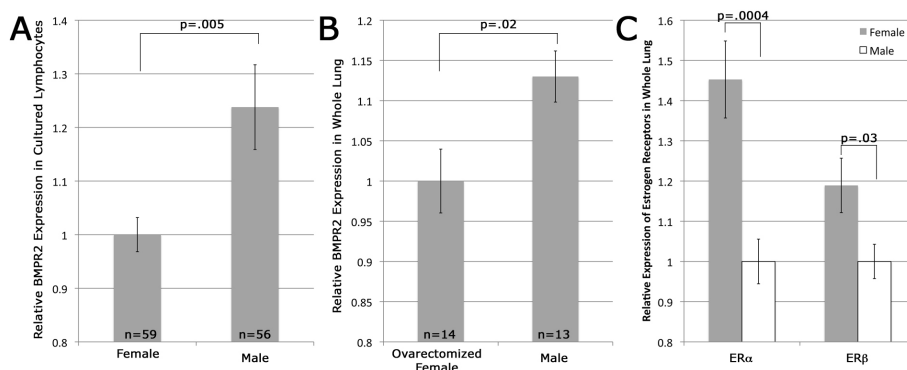 A
Relative BMPR2 Expression in Cultured Lymphocytes
1.4
1.3
1.2
1.1
1
0.9
0.8
p=.005
n=59
n=56
Female
Male
B
Relative BMPR2 Expression in Whole Lung
1.2
1.15
1.1
1.05
1
0.95
0.9
0.85
0.8
p=.02
n=14
n=13
Ovarectomized
Female
Male
C
Relative Expression of Estrogen Receptors in Whole Lung
1.6
1.5
1.4
1.3
1.2
1.1
1
0.9
0.8
p=.0004
Female
Male
p=.03
ERα
ERβ